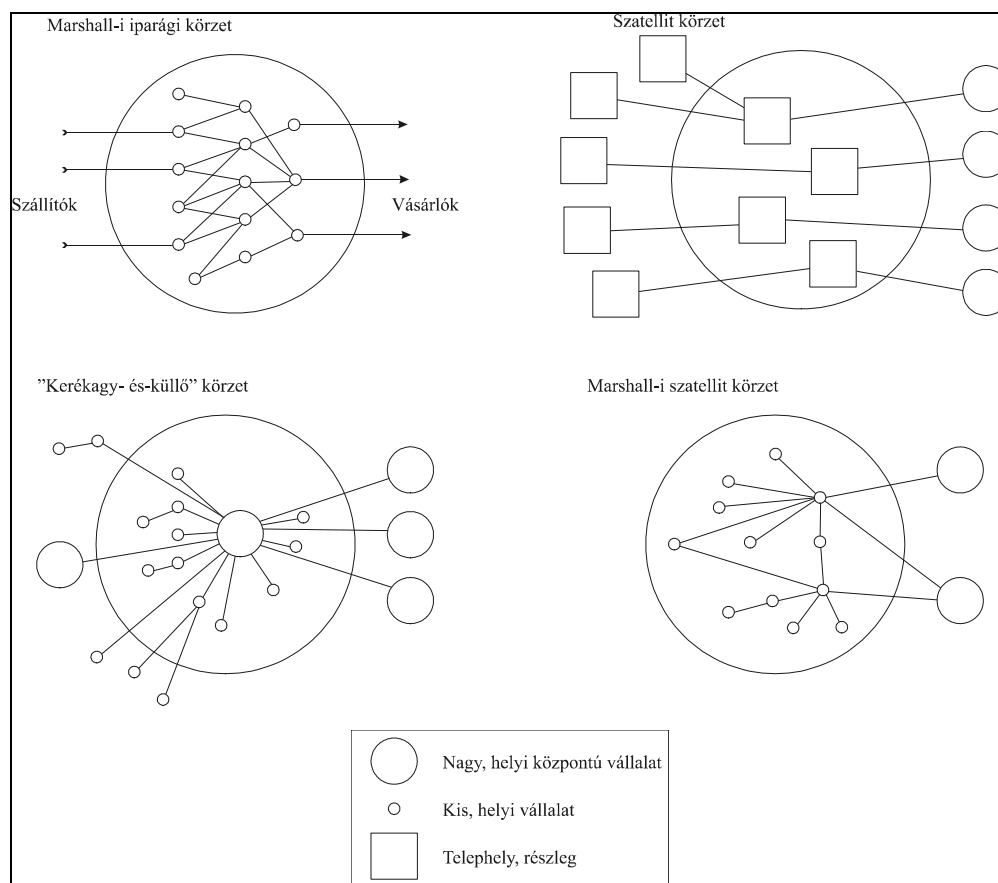 Marshall-i iparági körzet
Szatellit körzet
Szállítók
Vásárlók
”Kerékagy- és-küllő” körzet
Marshall-i szatellit körzet
Nagy, helyi központú vállalat
Kis, helyi vállalat
Telephely, részleg